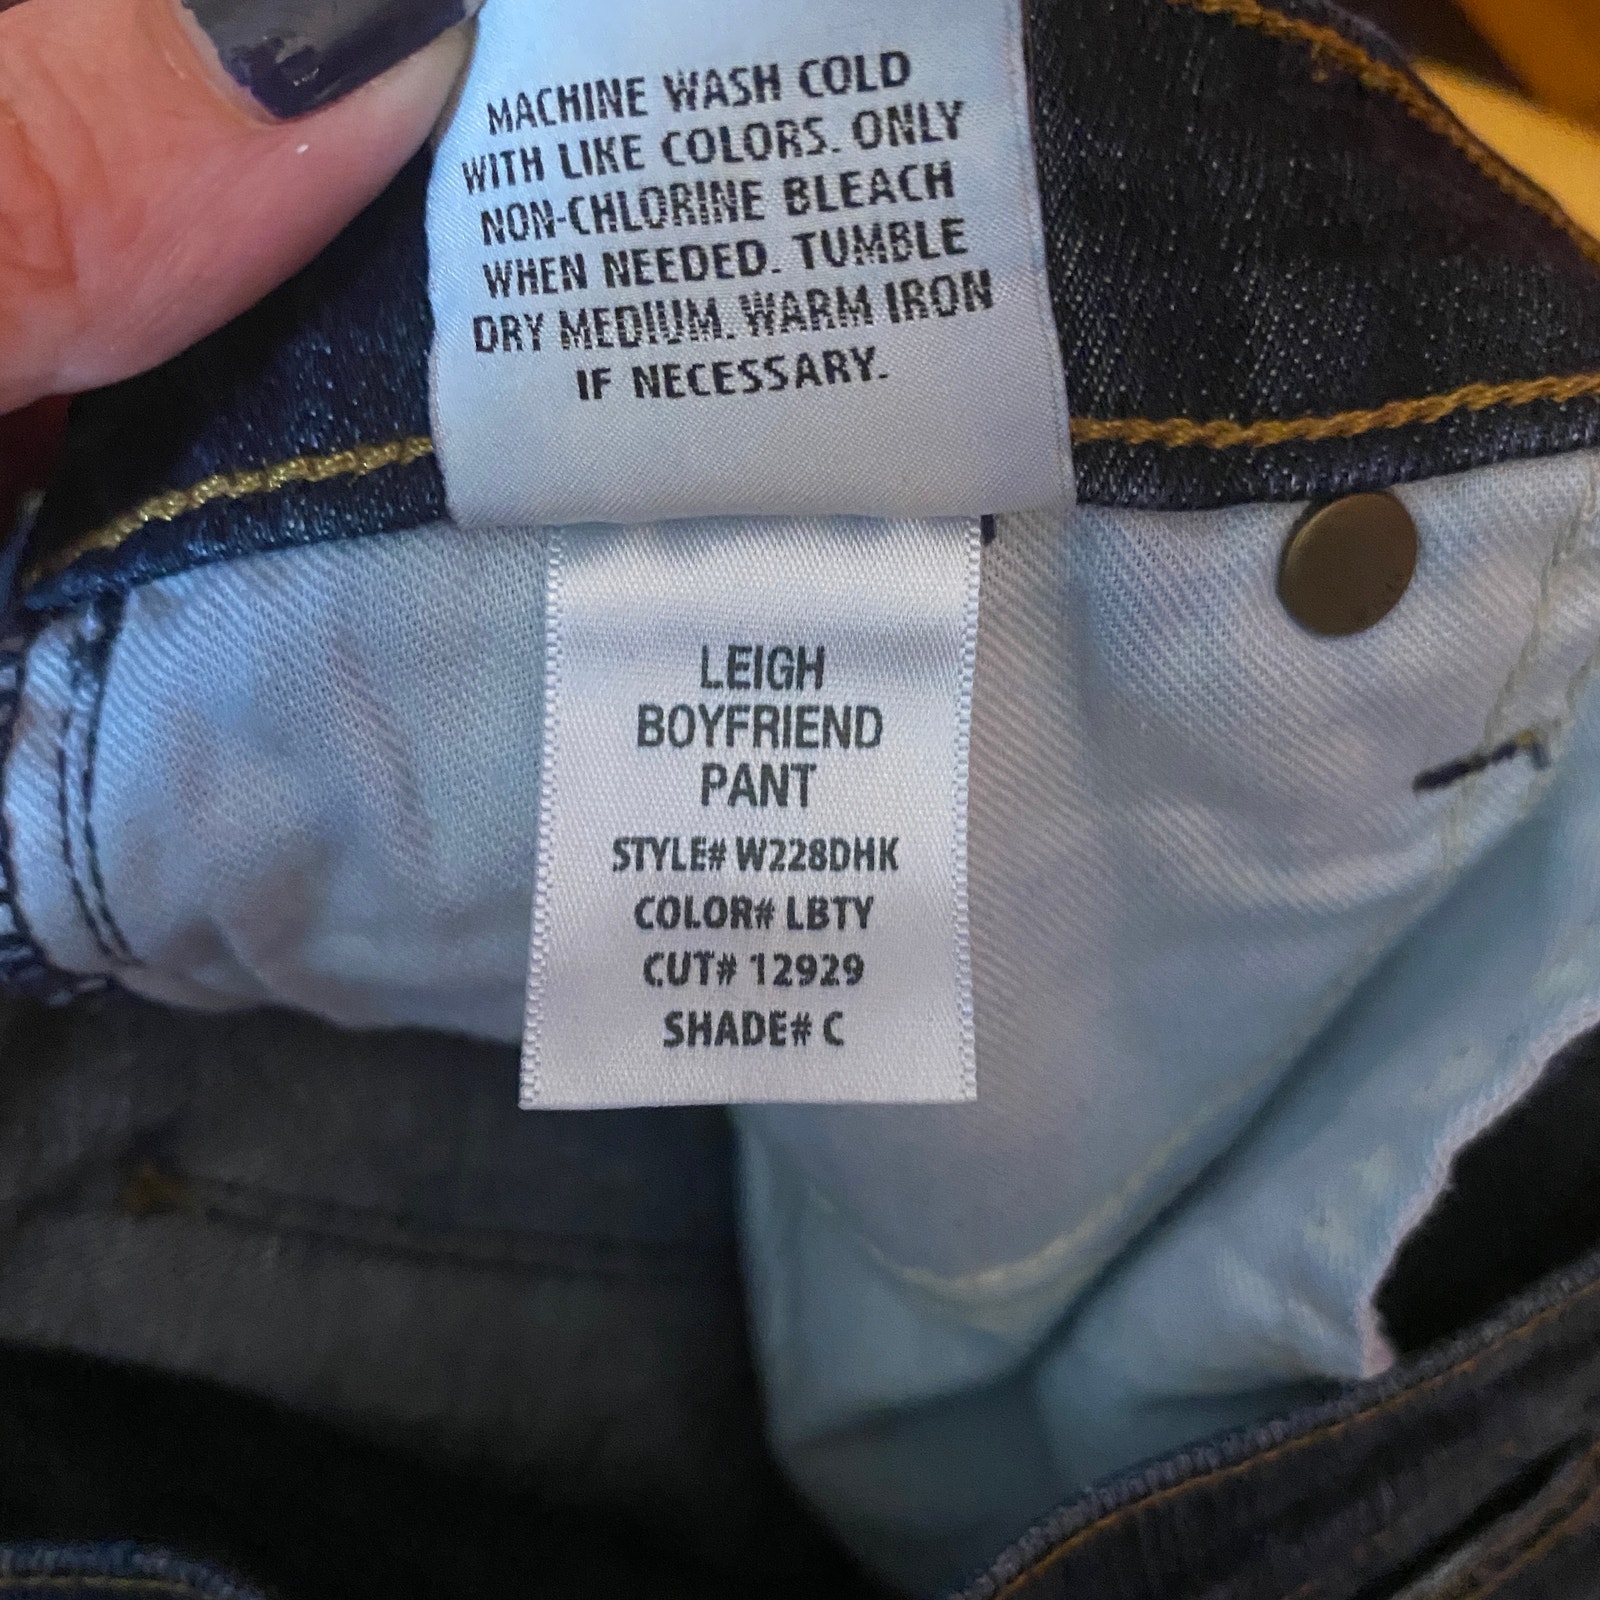 MACHINE WASH COLD
WITH LIKE COLORS. ONLY
NON-CHLORINE BLEACH
WHEN NEEDED. TUMBLE
DRY MEDIUM. WARM IRON
IF NECESSARY.
LEIGH
BOYFRIEND
PANT
STYLE# W228DHK
COLOR# LBTY
CUT# 12929
SHADE# C